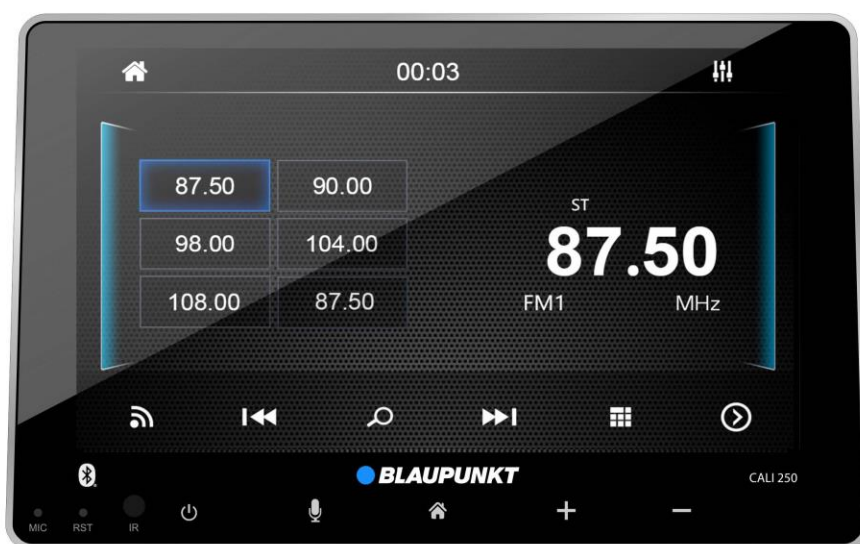 00:03
87.50 90.00
98.00 104.00
108.00 87.50
ST
87.50
FM1 MHz
BLAUPUNKT
CALI 250
MIC RST IR